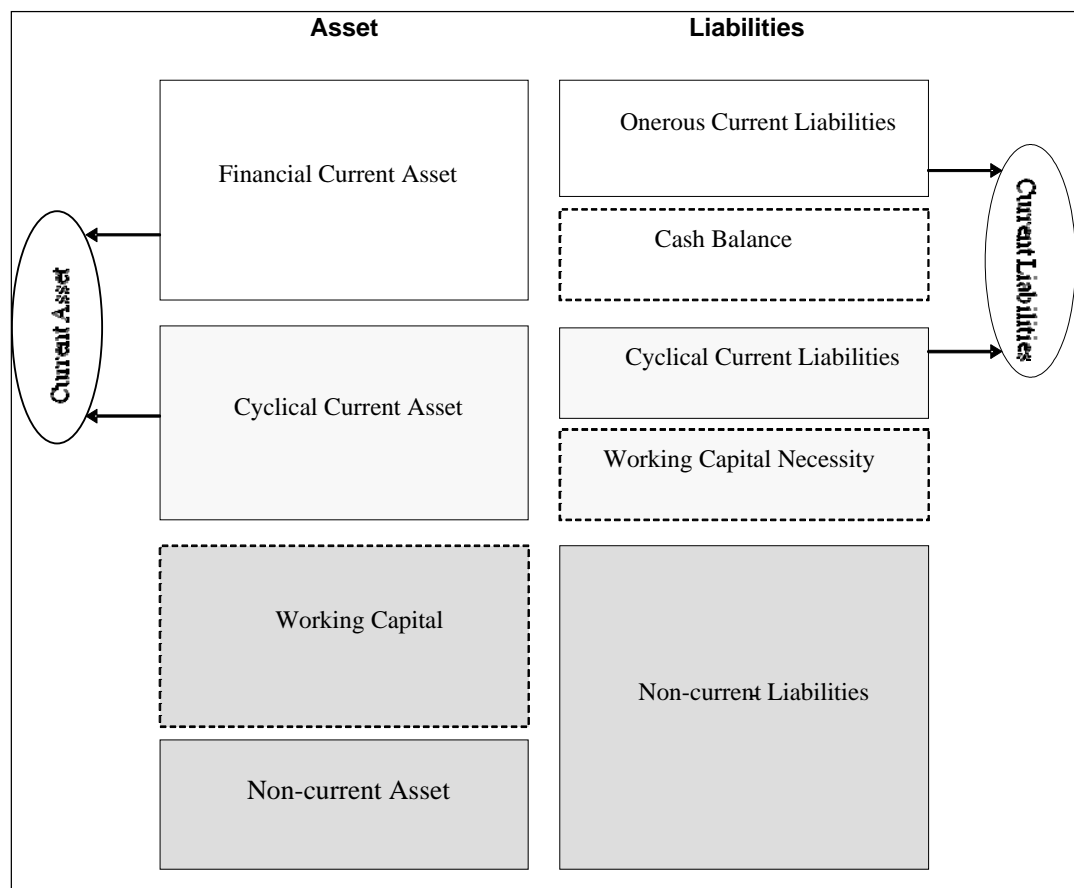 Asset
Liabilities
Financial Current Asset
Onerous Current Liabilities
Cash Balance
Current Asset
Current Liabilities
Cyclical Current Asset
Cyclical Current Liabilities
Working Capital Necessity
Working Capital
Non-current Liabilities
Non-current Asset